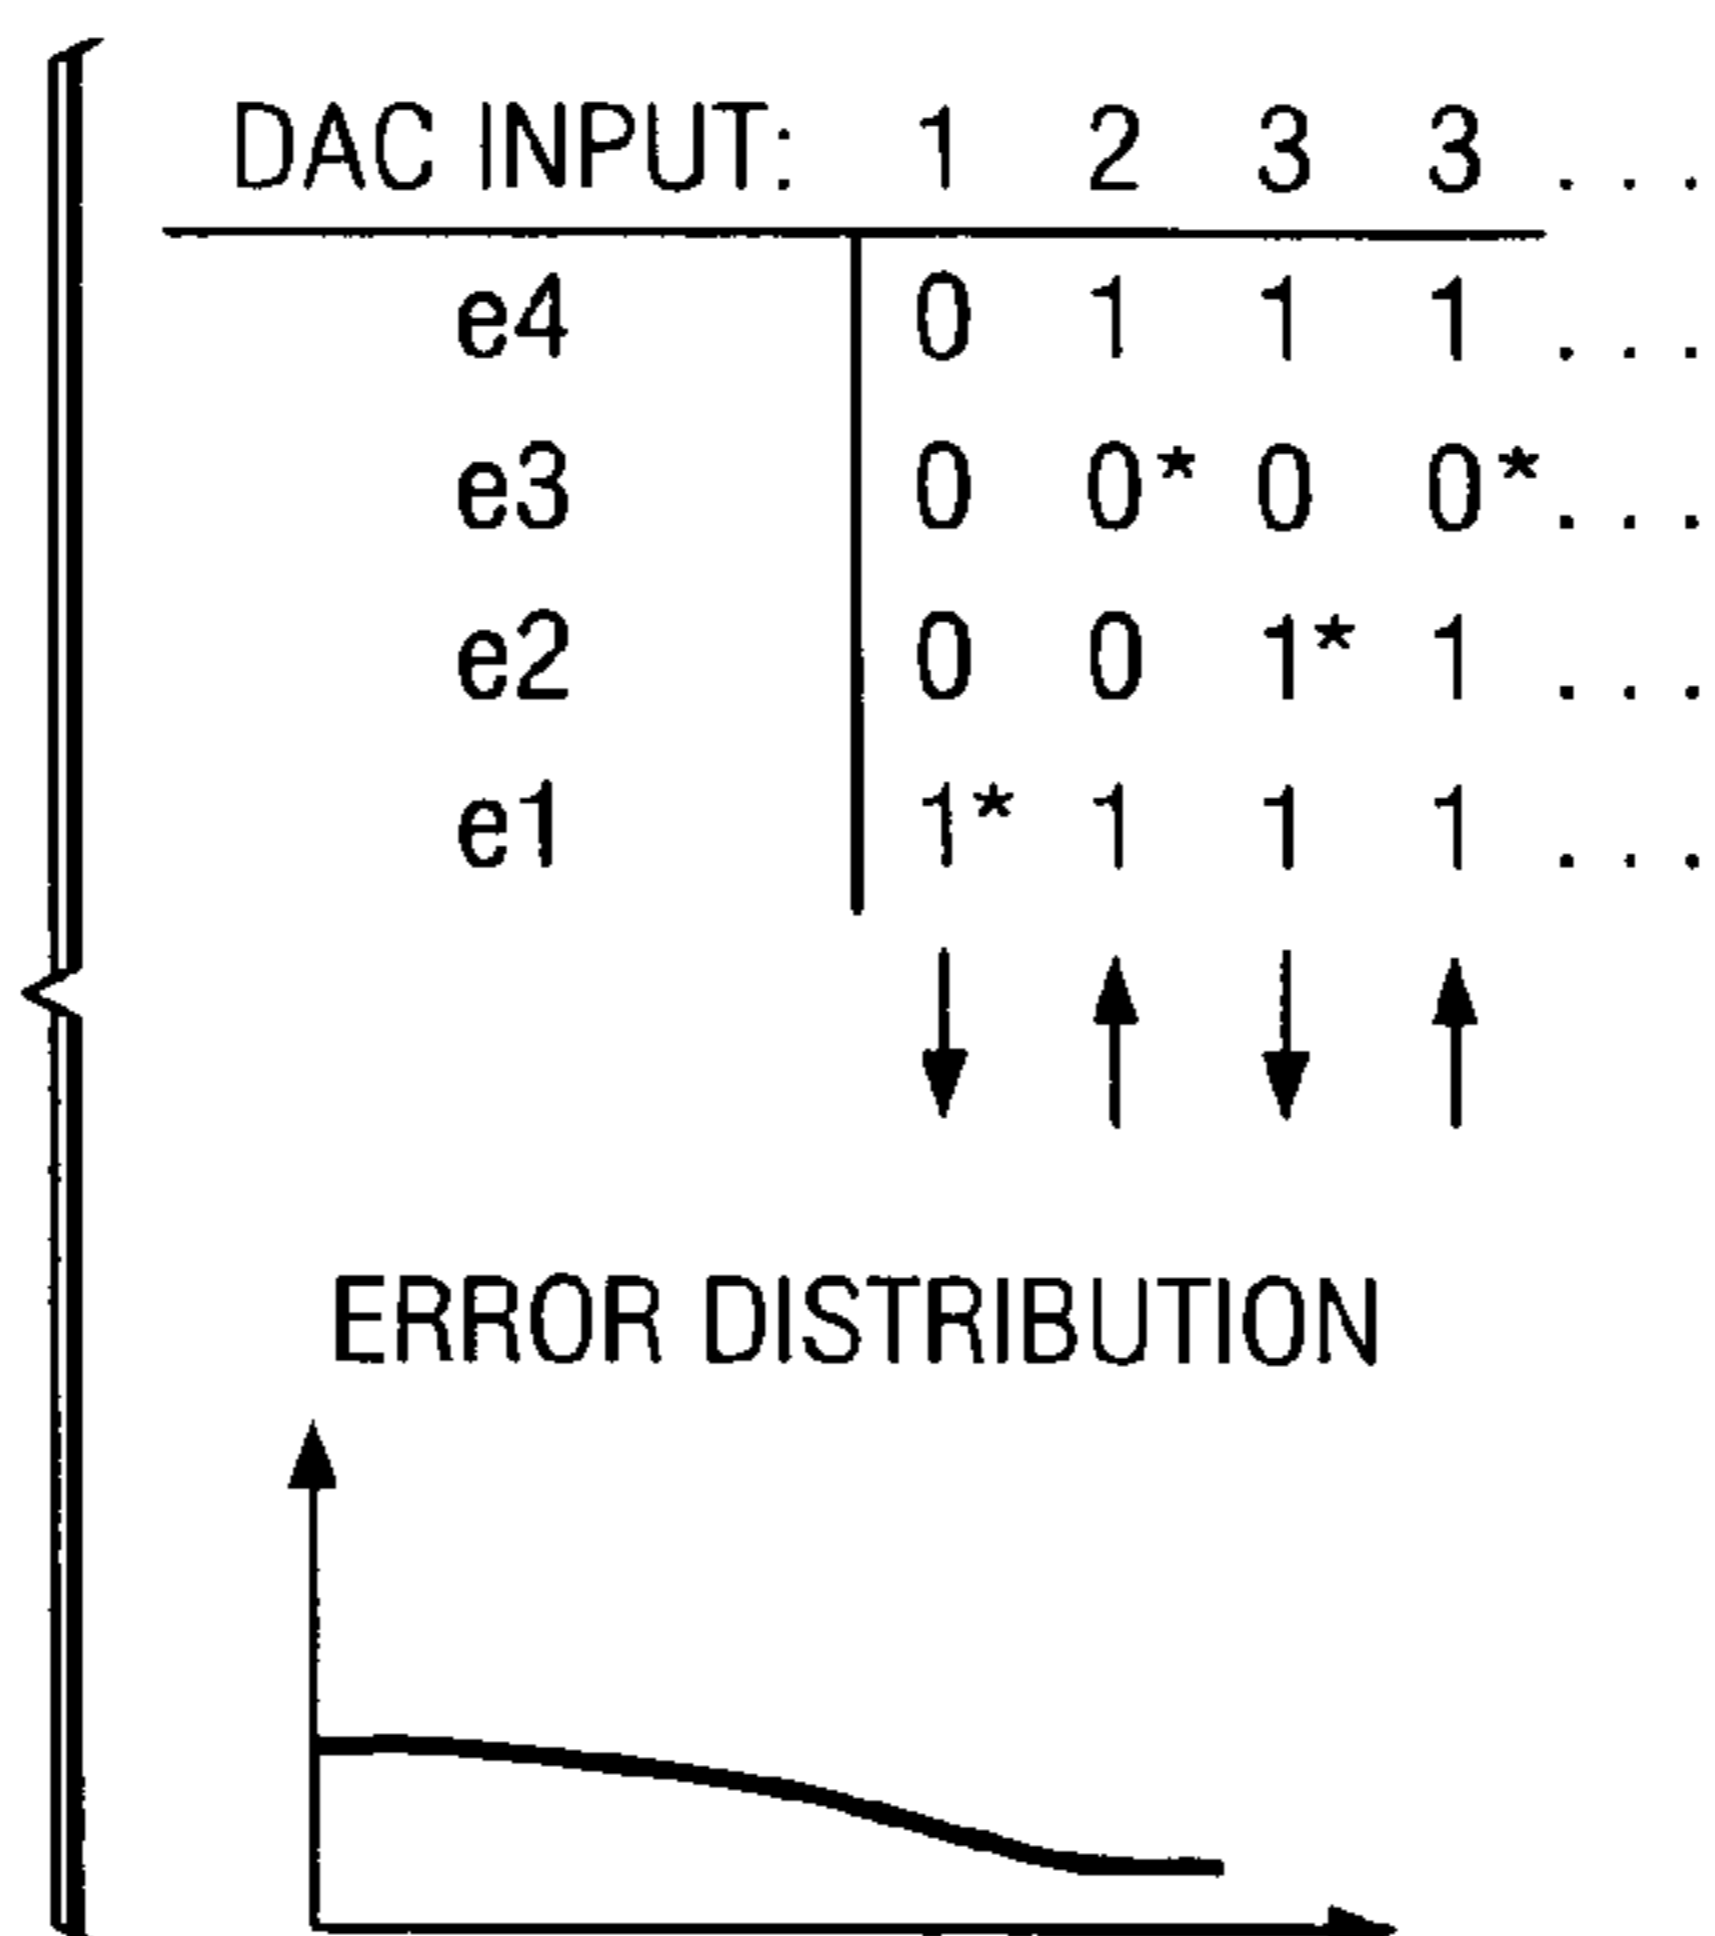 DAC INPUT: 1 2 3 3 . . .
e4 0 1 1 1 . . .
e3 0 0* 0 0* . . .
e2 0 0 1* 1 . . .
e1 1* 1 1 1 . . .
ERROR DISTRIBUTION